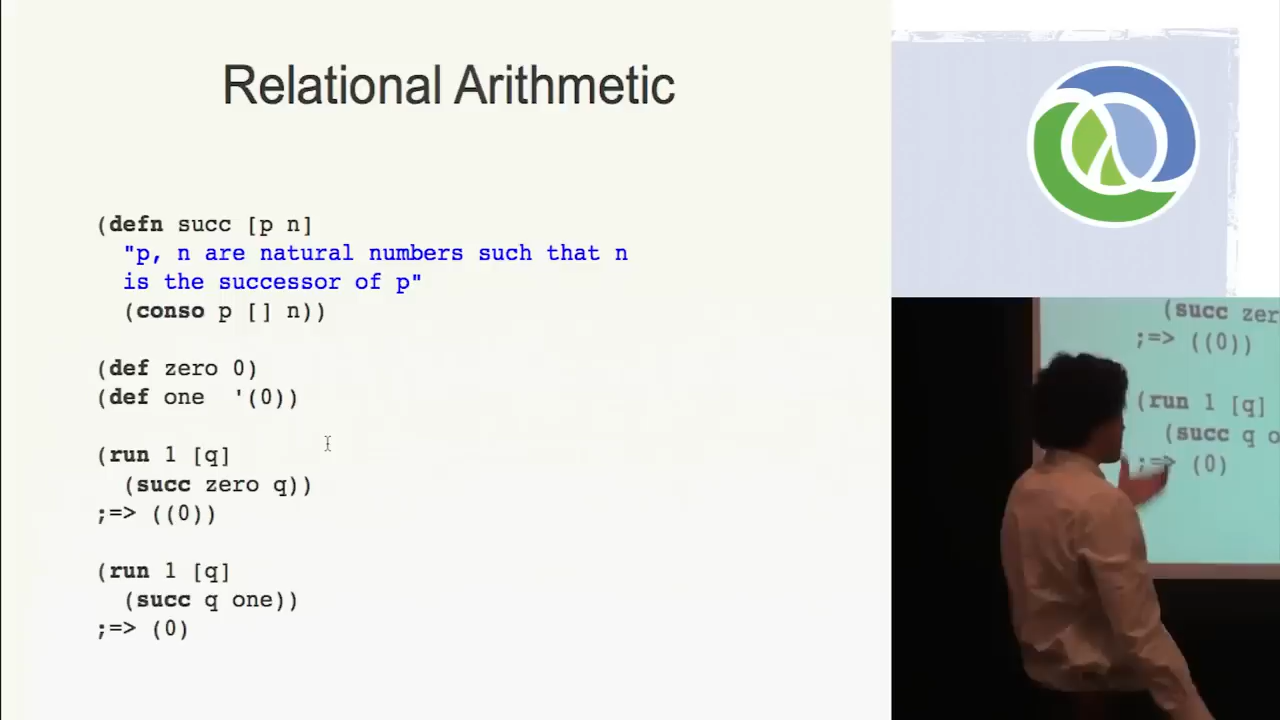 Relational Arithmetic
(defn succ [p n]
"p, n are natural numbers such that n
is the successor of p"
(conso p [] n))
(def zero 0)
(def one '(0))
(run 1 [q]
(succ zero q))
;=> ((0))
(run 1 [q]
(succ q one))
;=> (0)
(succ zer
;=> ((0))
(run 1 [q]
(succ q o
;=> (0)